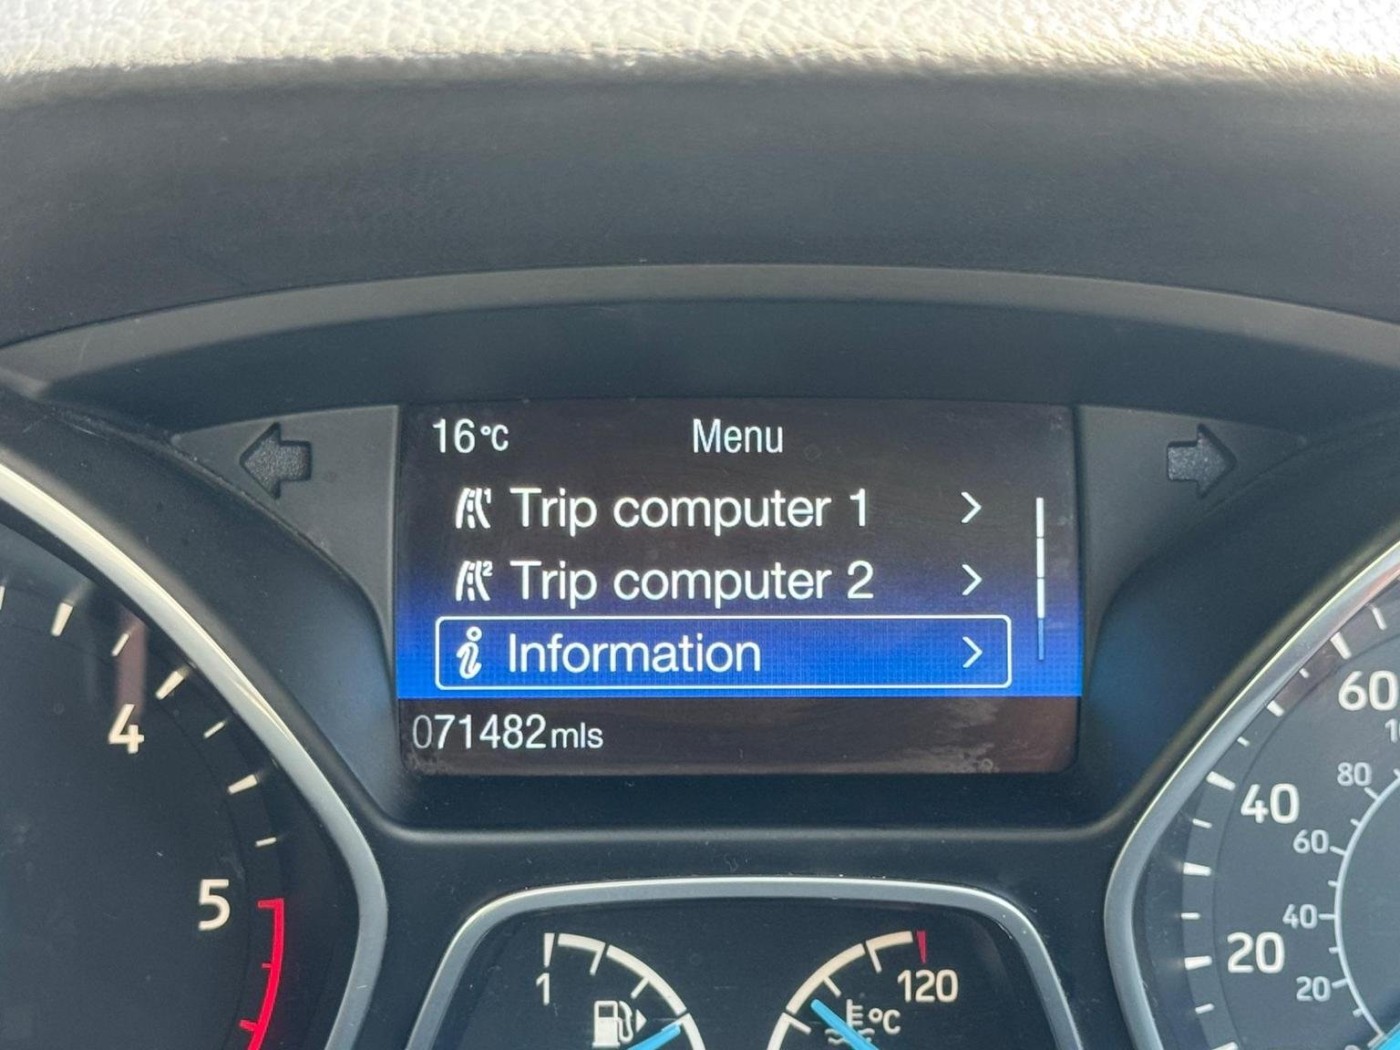 16°C Menu
Trip computer 1 >
Trip computer 2 >
i Information >
071482mls
4
5
1
120
°C
60
80
40
60
40
20
20